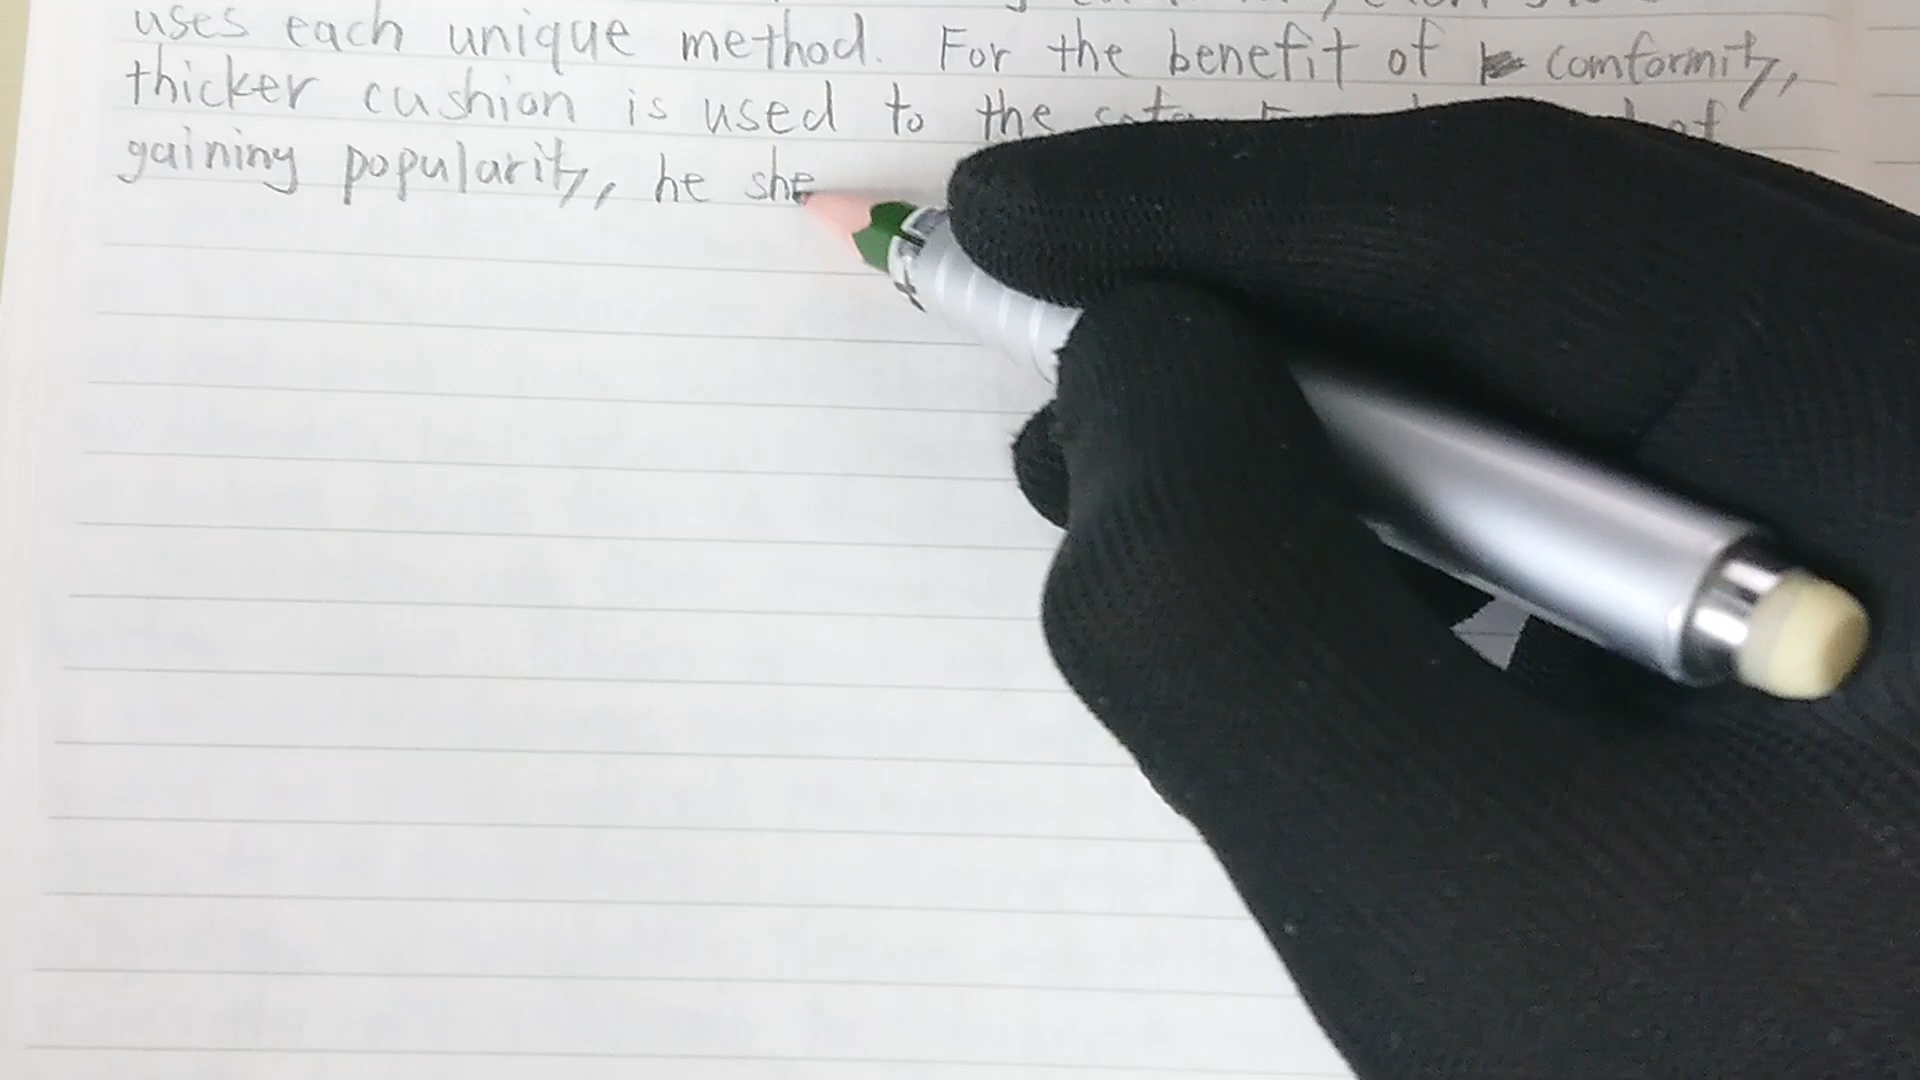 uses each unique method. For the benefit of comformity,
thicker cushion is used to the of
gaining popularity, he she